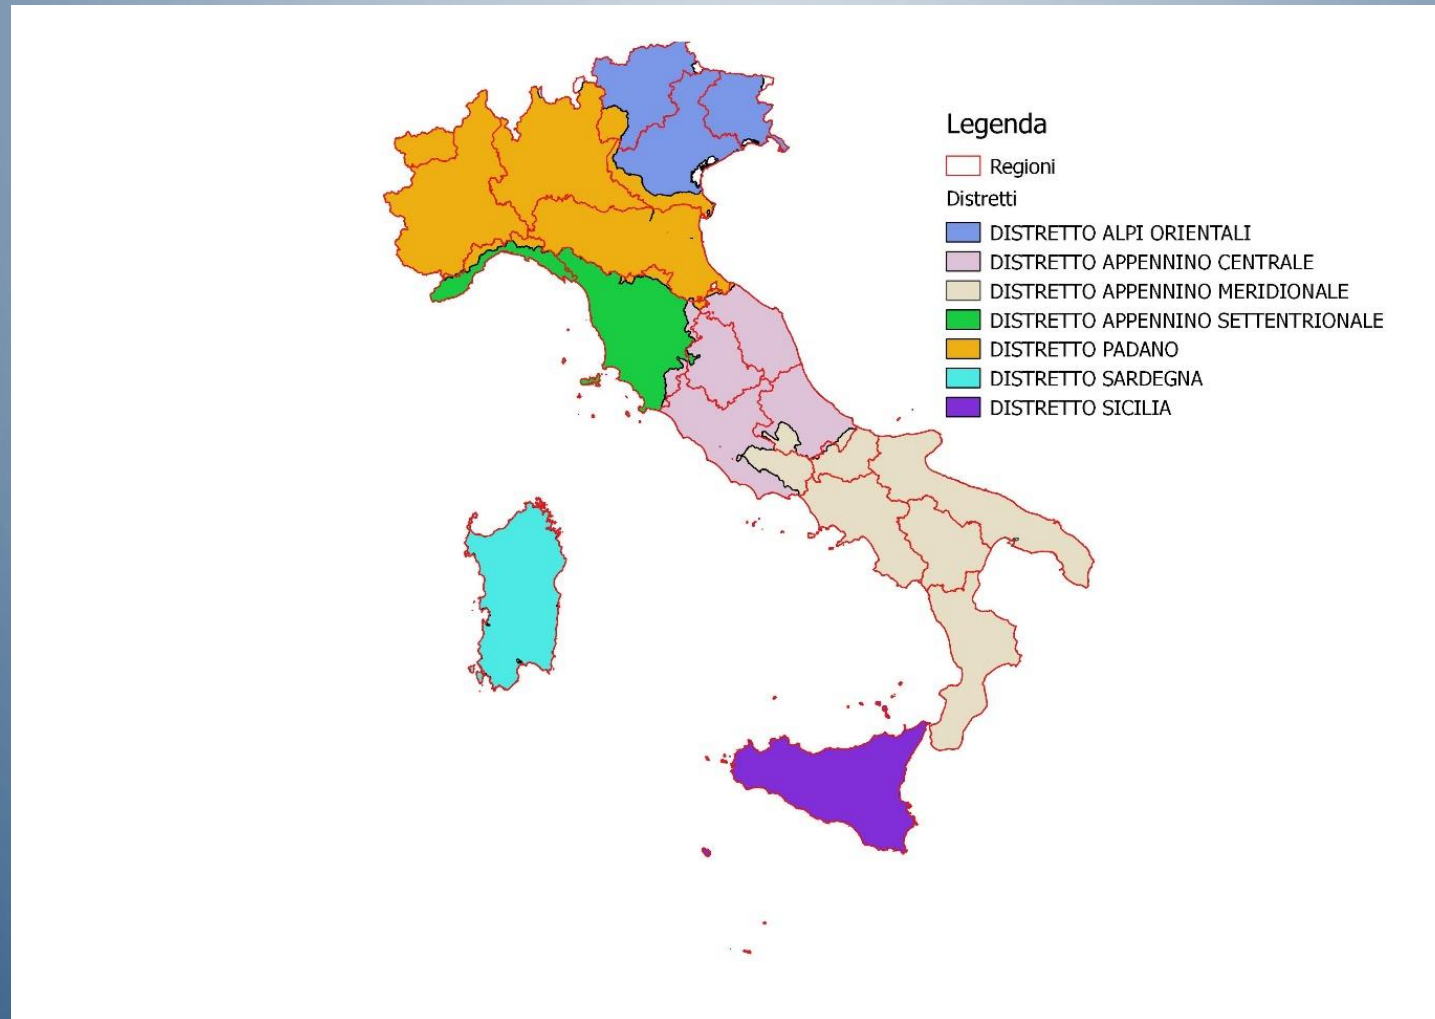 Legenda
Regioni
Distretti
DISTRETTO ALPI ORIENTALI
DISTRETTO APPENNINO CENTRALE
DISTRETTO APPENNINO MERIDIONALE
DISTRETTO APPENNINO SETTENTRIONALE
DISTRETTO PADANO
DISTRETTO SARDEGNA
DISTRETTO SICILIA